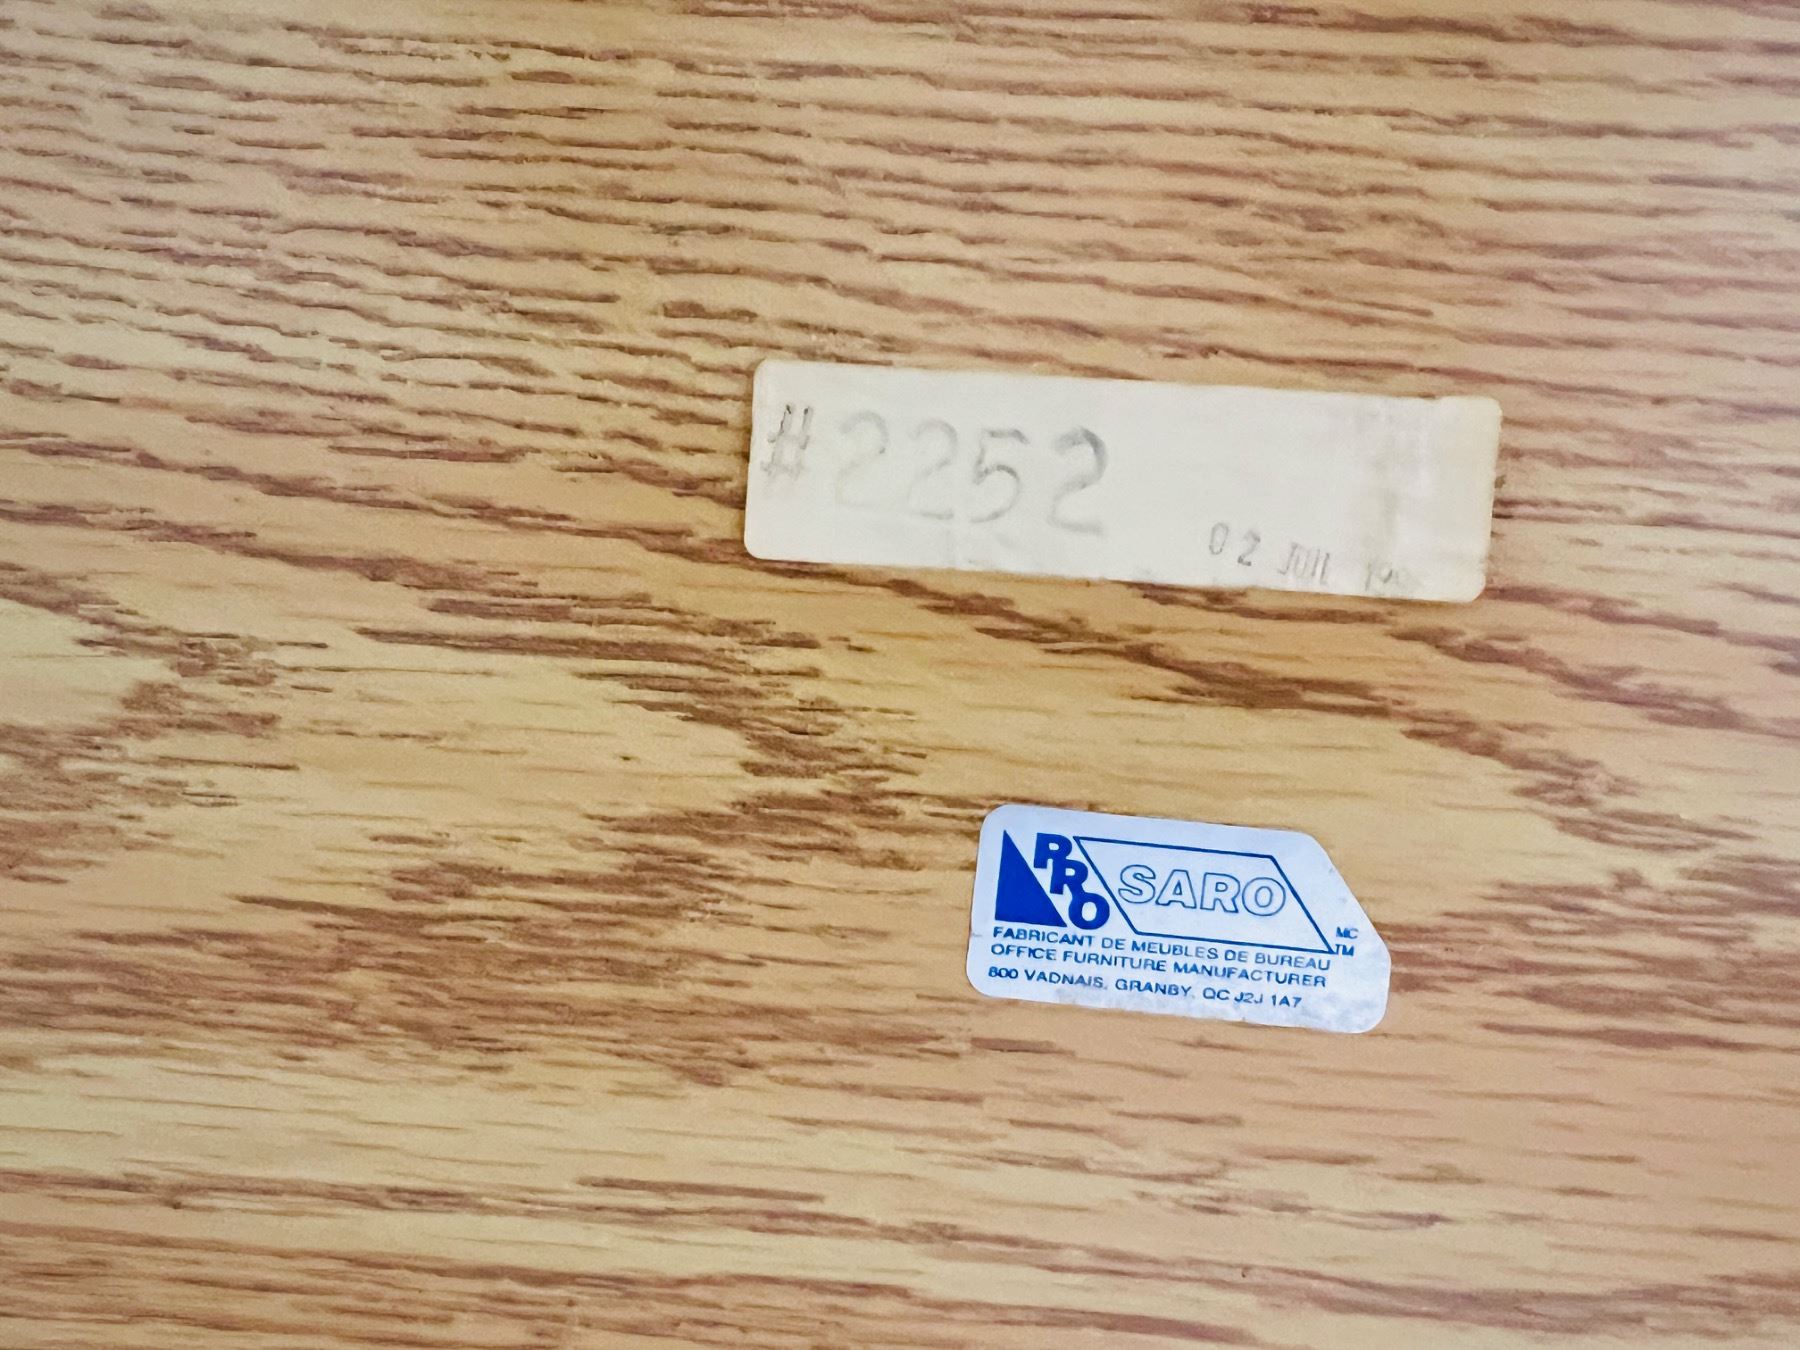 #2252
02 JUIL
PRO SARO
MC
TM
FABRICANT DE MEUBLES DE BUREAU
OFFICE FURNITURE MANUFACTURER
800 VADNAIS, GRANBY, QC J2J 1A7